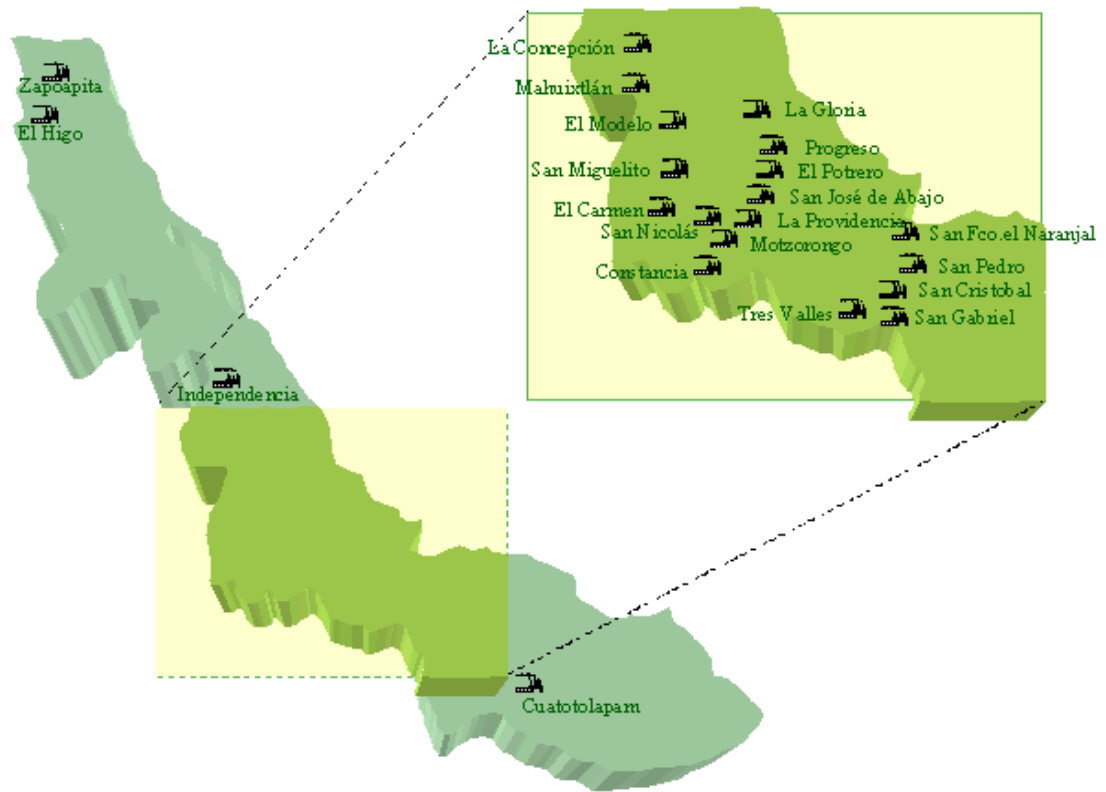 Zapoapita
El Higo
Independencia
Cuatotolapam
La Concepción
Mahuixtlán
El Modelo
La Gloria
Progreso
San Miguelito
El Potrero
San José de Abajo
El Carmen
San Nicolás
La Providencia
Motzorongo
San Fco.el Naranjal
Constancia
San Pedro
San Cristobal
Tres Valles
San Gabriel